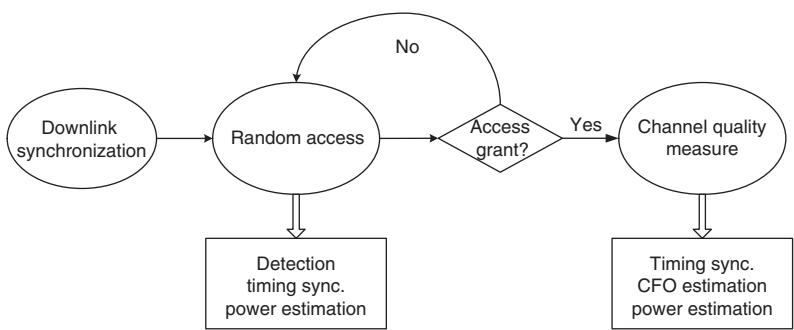 No
Downlink
synchronization
Random access
Access
grant?
Yes
Channel quality
measure
Detection
timing sync.
power estimation
Timing sync.
CFO estimation
power estimation